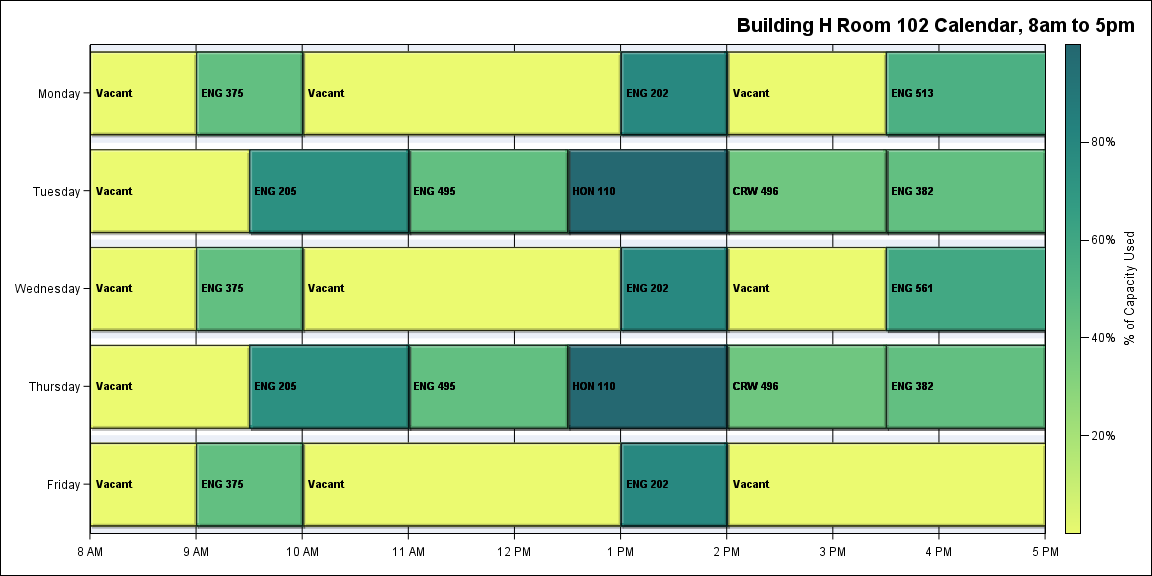 Building H Room 102 Calendar, 8am to 5pm
Monday
Vacant
ENG 375
Vacant
ENG 202
Vacant
ENG 513
Tuesday
Vacant
ENG 205
ENG 495
HON 110
CRW 496
ENG 382
Wednesday
Vacant
ENG 375
Vacant
ENG 202
Vacant
ENG 561
Thursday
Vacant
ENG 205
ENG 495
HON 110
CRW 496
ENG 382
Friday
Vacant
ENG 375
Vacant
ENG 202
Vacant
8 AM
9 AM
10 AM
11 AM
12 PM
1 PM
2 PM
3 PM
4 PM
5 PM
80%
60%
40%
20%
% of Capacity Used